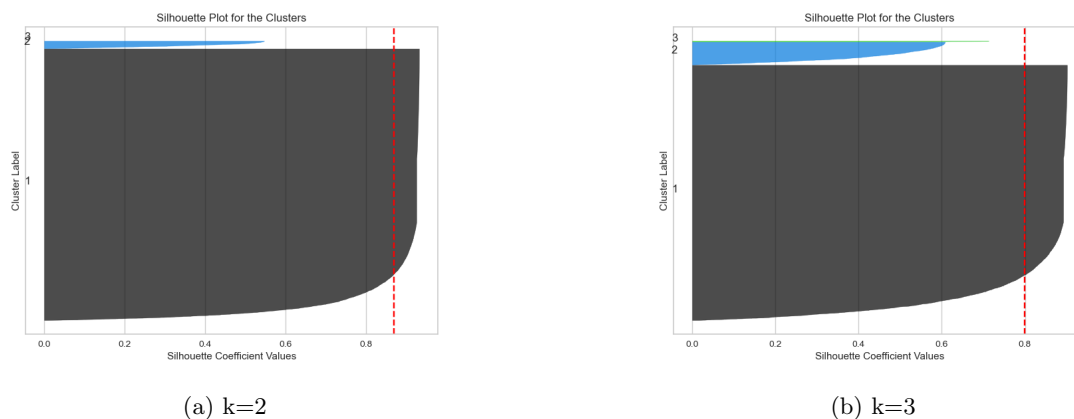 Silhouette Plot for the Clusters
3
2
1
Cluster Label
0.0 0.2 0.4 0.6 0.8
Silhouette Coefficient Values
(a) k=2
Silhouette Plot for the Clusters
3
2
1
Cluster Label
0.0 0.2 0.4 0.6 0.8
Silhouette Coefficient Values
(b) k=3